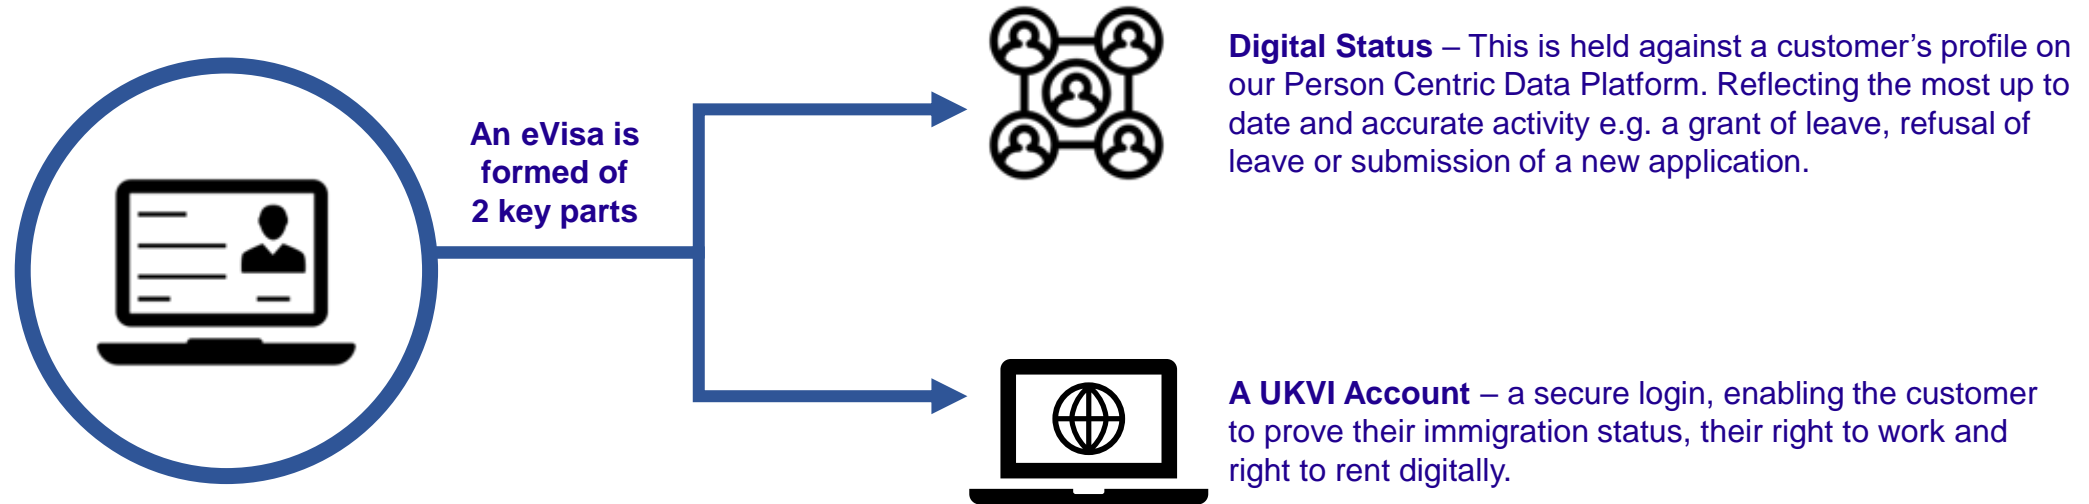 An eVisa is
formed of
2 key parts
Digital Status – This is held against a customer’s profile on
our Person Centric Data Platform. Reflecting the most up to
date and accurate activity e.g. a grant of leave, refusal of
leave or submission of a new application.
A UKVI Account – a secure login, enabling the customer
to prove their immigration status, their right to work and
right to rent digitally.